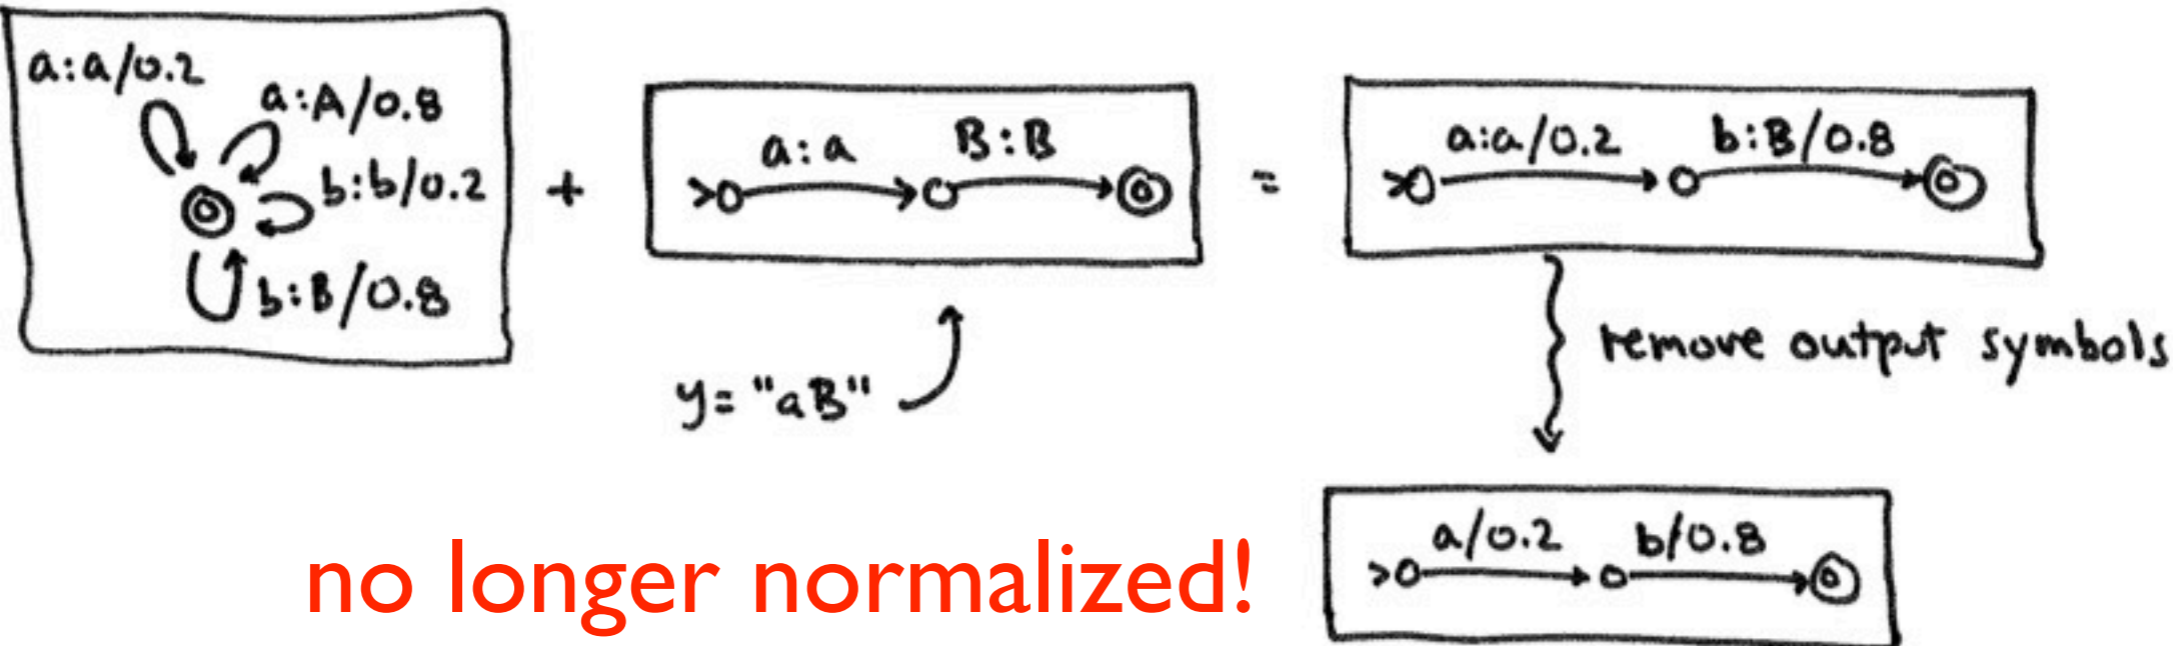 a:a/0.2
a:A/0.8
b:b/0.2
b:B/0.8
+
a:a
B:B
=
a:a/0.2
b:B/0.8
y="aB"
remove output symbols
a/0.2
b/0.8
no longer normalized!